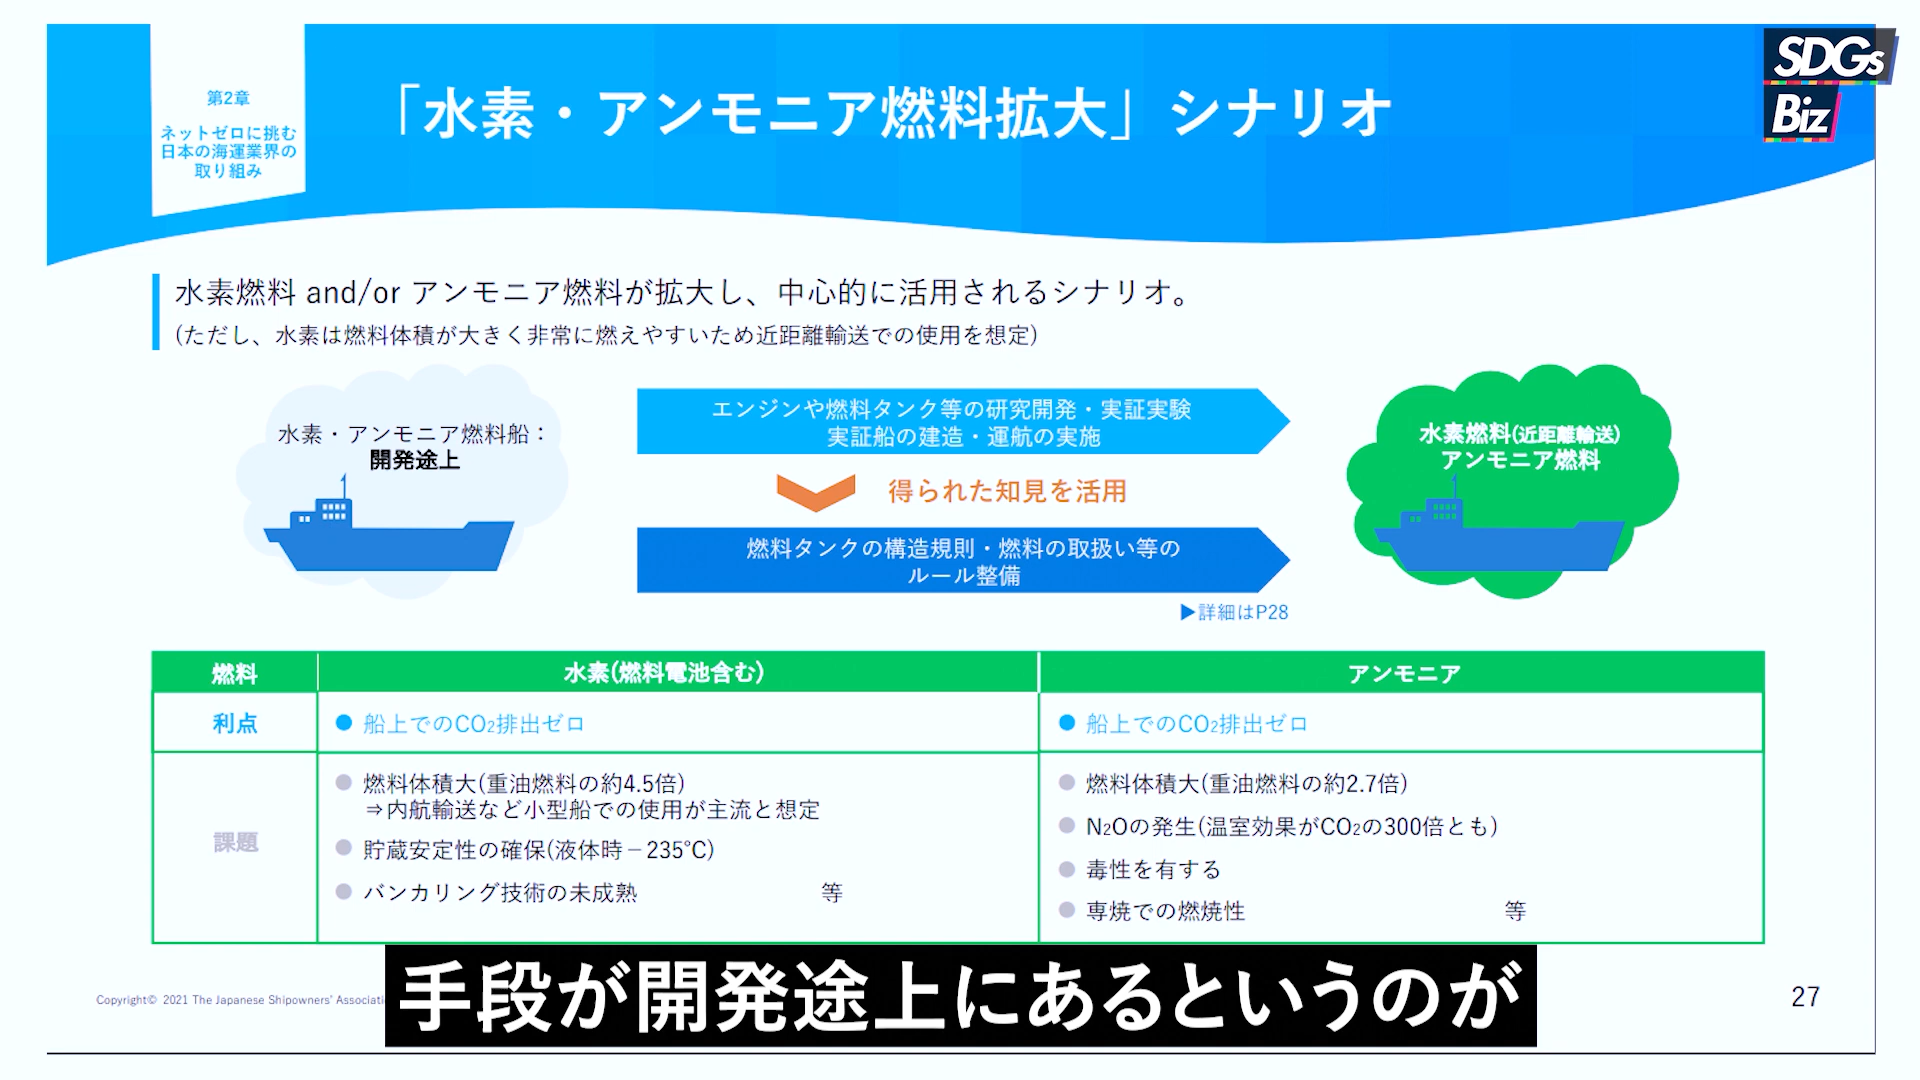 SDGs
Biz
第2章
ネットゼロに挑む
日本の海運業界の
取り組み
「水素・アンモニア燃料拡大」シナリオ
水素燃料 and/or アンモニア燃料が拡大し、中心的に活用されるシナリオ。
(ただし、水素は燃料体積が大きく非常に燃えやすいため近距離輸送での使用を想定)
水素・アンモニア燃料船：
開発途上
エンジンや燃料タンク等の研究開発・実証実験
実証船の建造・運航の実施
得られた知見を活用
燃料タンクの構造規則・燃料の取扱い等の
ルール整備
▶詳細はP28
水素燃料(近距離輸送)
アンモニア燃料
燃料
水素(燃料電池含む)
アンモニア
利点
● 船上でのCO₂排出ゼロ
● 船上でのCO₂排出ゼロ
課題
● 燃料体積大(重油燃料の約4.5倍)
⇒内航輸送など小型船での使用が主流と想定
● 貯蔵安定性の確保(液体時－235℃)
● バンカリング技術の未成熟 等
● 燃料体積大(重油燃料の約2.7倍)
● N₂Oの発生(温室効果がCO₂の300倍とも)
● 毒性を有する
● 専焼での燃焼性 等
Copyright© 2021 The Japanese Shipowners'
27
手段が開発途上にあるというのが